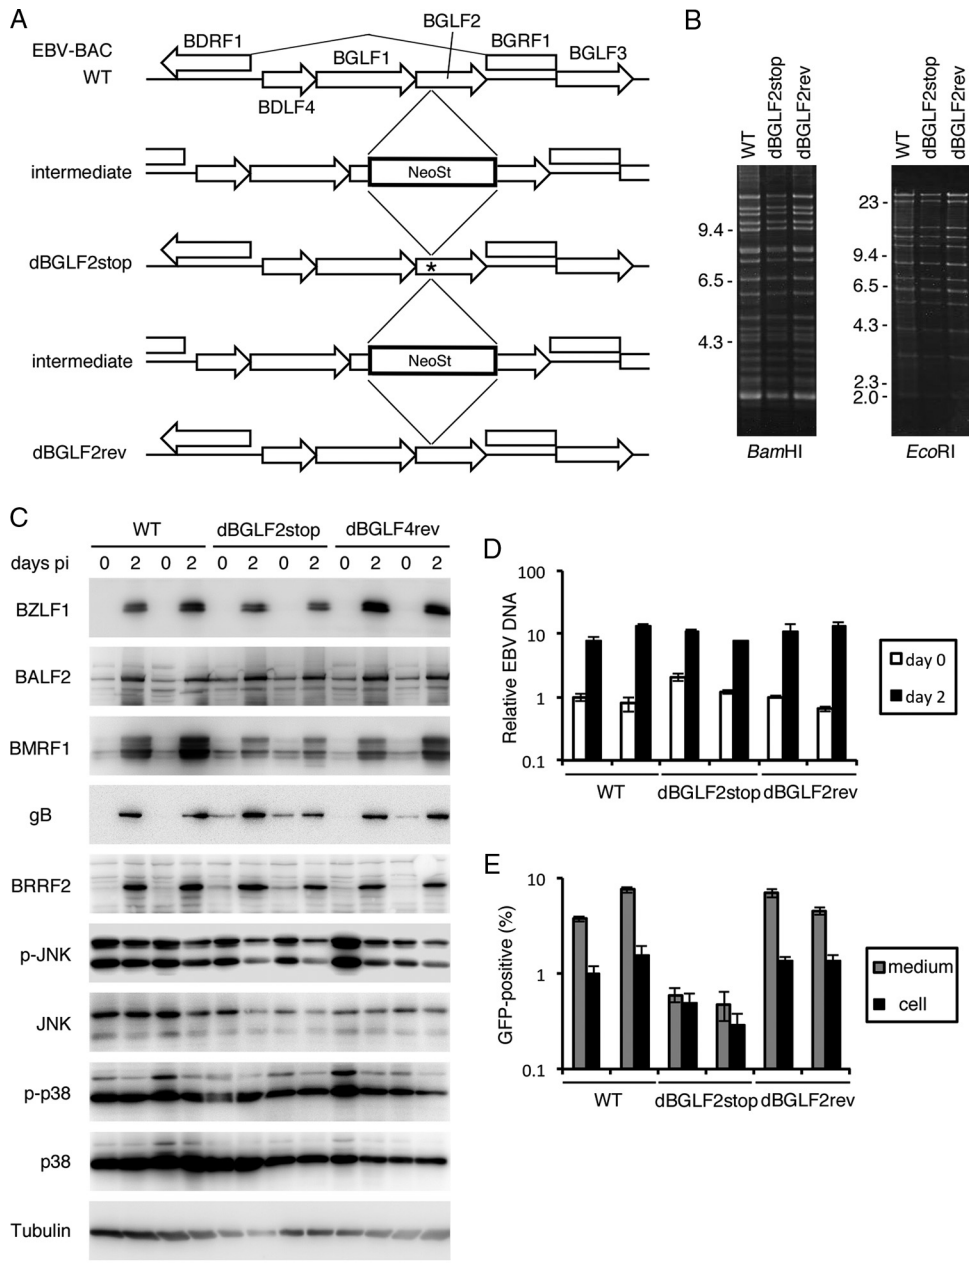 A
EBV-BAC
WT
BDRF1
BGLF2
BGRF1
BGLF1
BGLF3
BDLF4
intermediate
NeoSt
dBGLF2stop
*
intermediate
NeoSt
dBGLF2rev
B
WT
dBGLF2stop
dBGLF2rev
9.4 -
6.5 -
4.3 -
BamHI
WT
dBGLF2stop
dBGLF2rev
23 -
9.4 -
6.5 -
4.3 -
2.3 -
2.0 -
EcoRI
C
WT dBGLF2stop dBGLF4rev
days pi 0 2 0 2 0 2 0 2 0 2 0 2
BZLF1
BALF2
BMRF1
gB
BRRF2
p-JNK
JNK
p-p38
p38
Tubulin
D
Relative EBV DNA
100
10
1
0.1
WT dBGLF2stop dBGLF2rev
day 0
day 2
E
GFP-positive (%)
10
1
0.1
WT dBGLF2stop dBGLF2rev
medium
cell